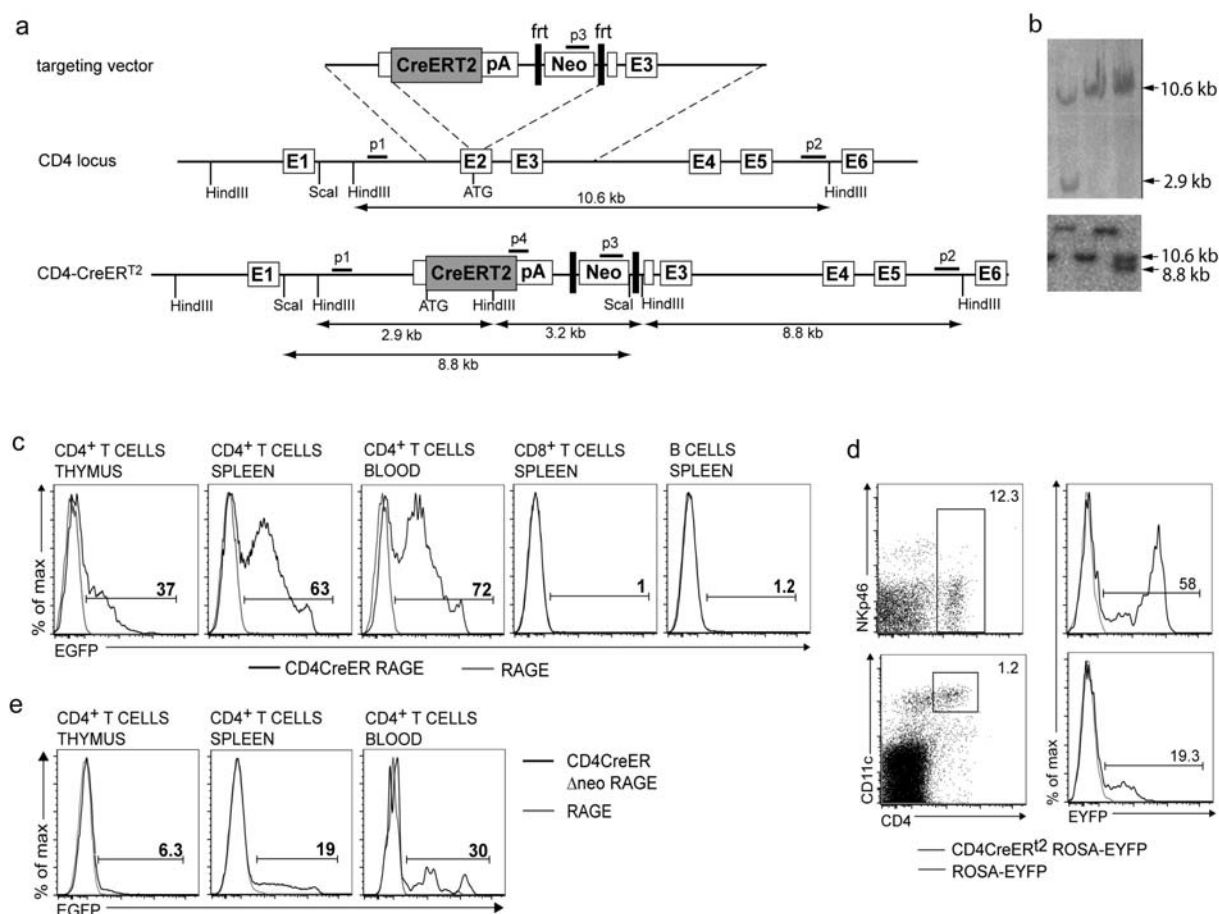 a
targeting vector
frt
p3
frt
CreERT2
pA
Neo
E3
CD4 locus
E1
p1
E2
E3
E4
E5
p2
E6
HindIII
ScaI
HindIII
ATG
HindIII
10.6 kb
CD4-CreER^T2
E1
p1
CreERT2
p4
pA
p3
Neo
E3
E4
E5
p2
E6
HindIII
ScaI
HindIII
ATG
HindIII
ScaI
HindIII
HindIII
2.9 kb
3.2 kb
8.8 kb
8.8 kb
b
10.6 kb
2.9 kb
10.6 kb
8.8 kb
c
CD4+ T CELLS
THYMUS
CD4+ T CELLS
SPLEEN
CD4+ T CELLS
BLOOD
CD8+ T CELLS
SPLEEN
B CELLS
SPLEEN
% of max
37
63
72
1
1.2
EGFP
CD4CreER RAGE
RAGE
d
NKp46
12.3
58
CD11c
1.2
CD4
% of max
19.3
EYFP
CD4CreER^t2 ROSA-EYFP
ROSA-EYFP
e
CD4+ T CELLS
THYMUS
CD4+ T CELLS
SPLEEN
CD4+ T CELLS
BLOOD
% of max
6.3
19
30
EGFP
CD4CreER
Δneo RAGE
RAGE